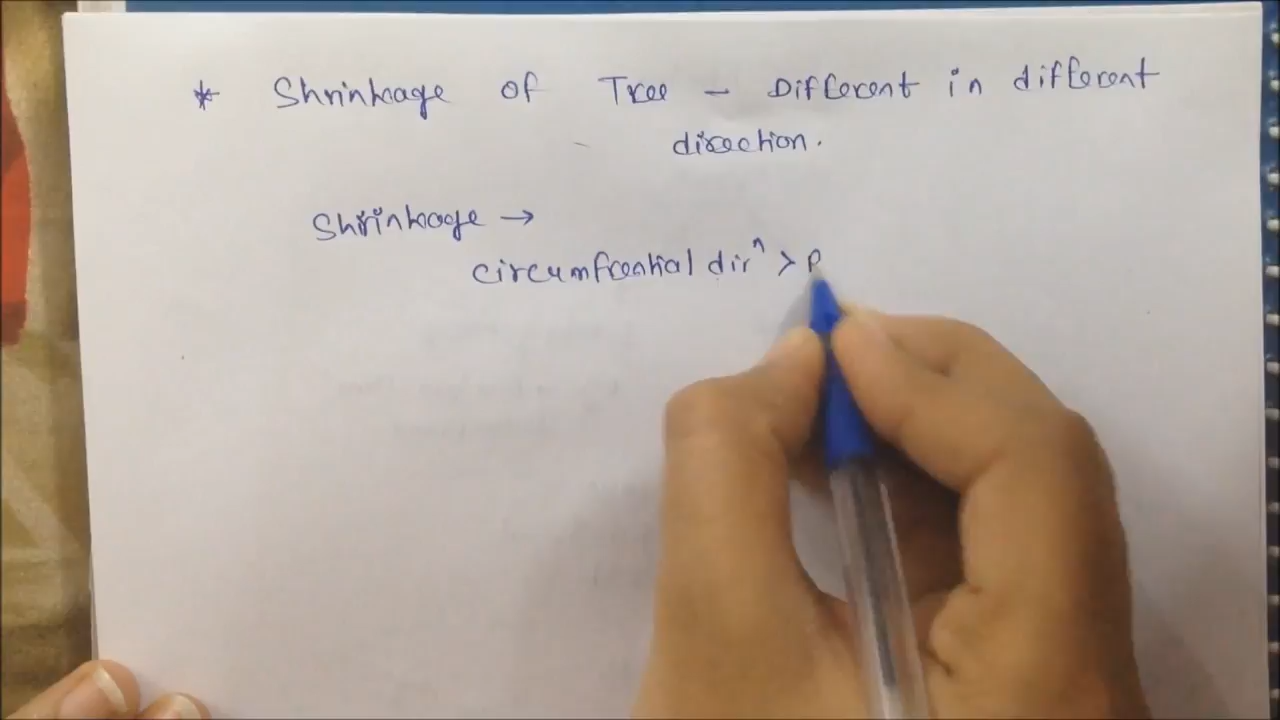 * Shrinkage of Tree - Different in different
direction.
Shrinkage →
circumfrential dirⁿ >